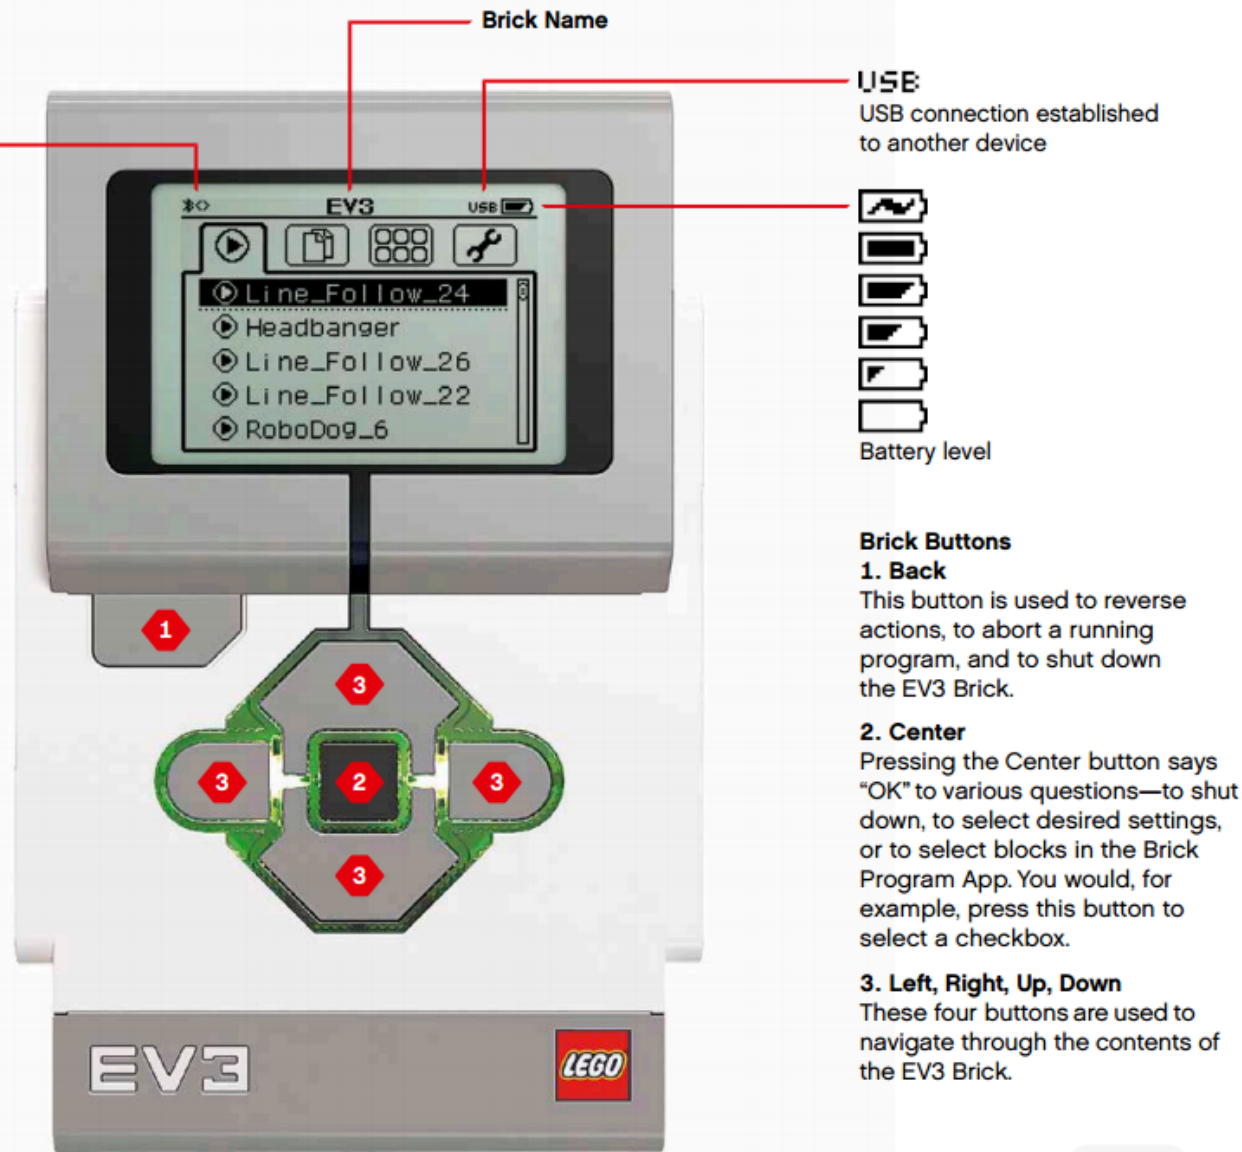 Brick Name
USB
USB connection established
to another device
EV3
USB
Line_Follow_24
Headbanger
Line_Follow_26
Line_Follow_22
RoboDog_6
Battery level
Brick Buttons
1. Back
This button is used to reverse
actions, to abort a running
program, and to shut down
the EV3 Brick.
1
3
3
2
3
3
2. Center
Pressing the Center button says
“OK” to various questions—to shut
down, to select desired settings,
or to select blocks in the Brick
Program App. You would, for
example, press this button to
select a checkbox.
3. Left, Right, Up, Down
These four buttons are used to
navigate through the contents of
the EV3 Brick.
EV3
LEGO